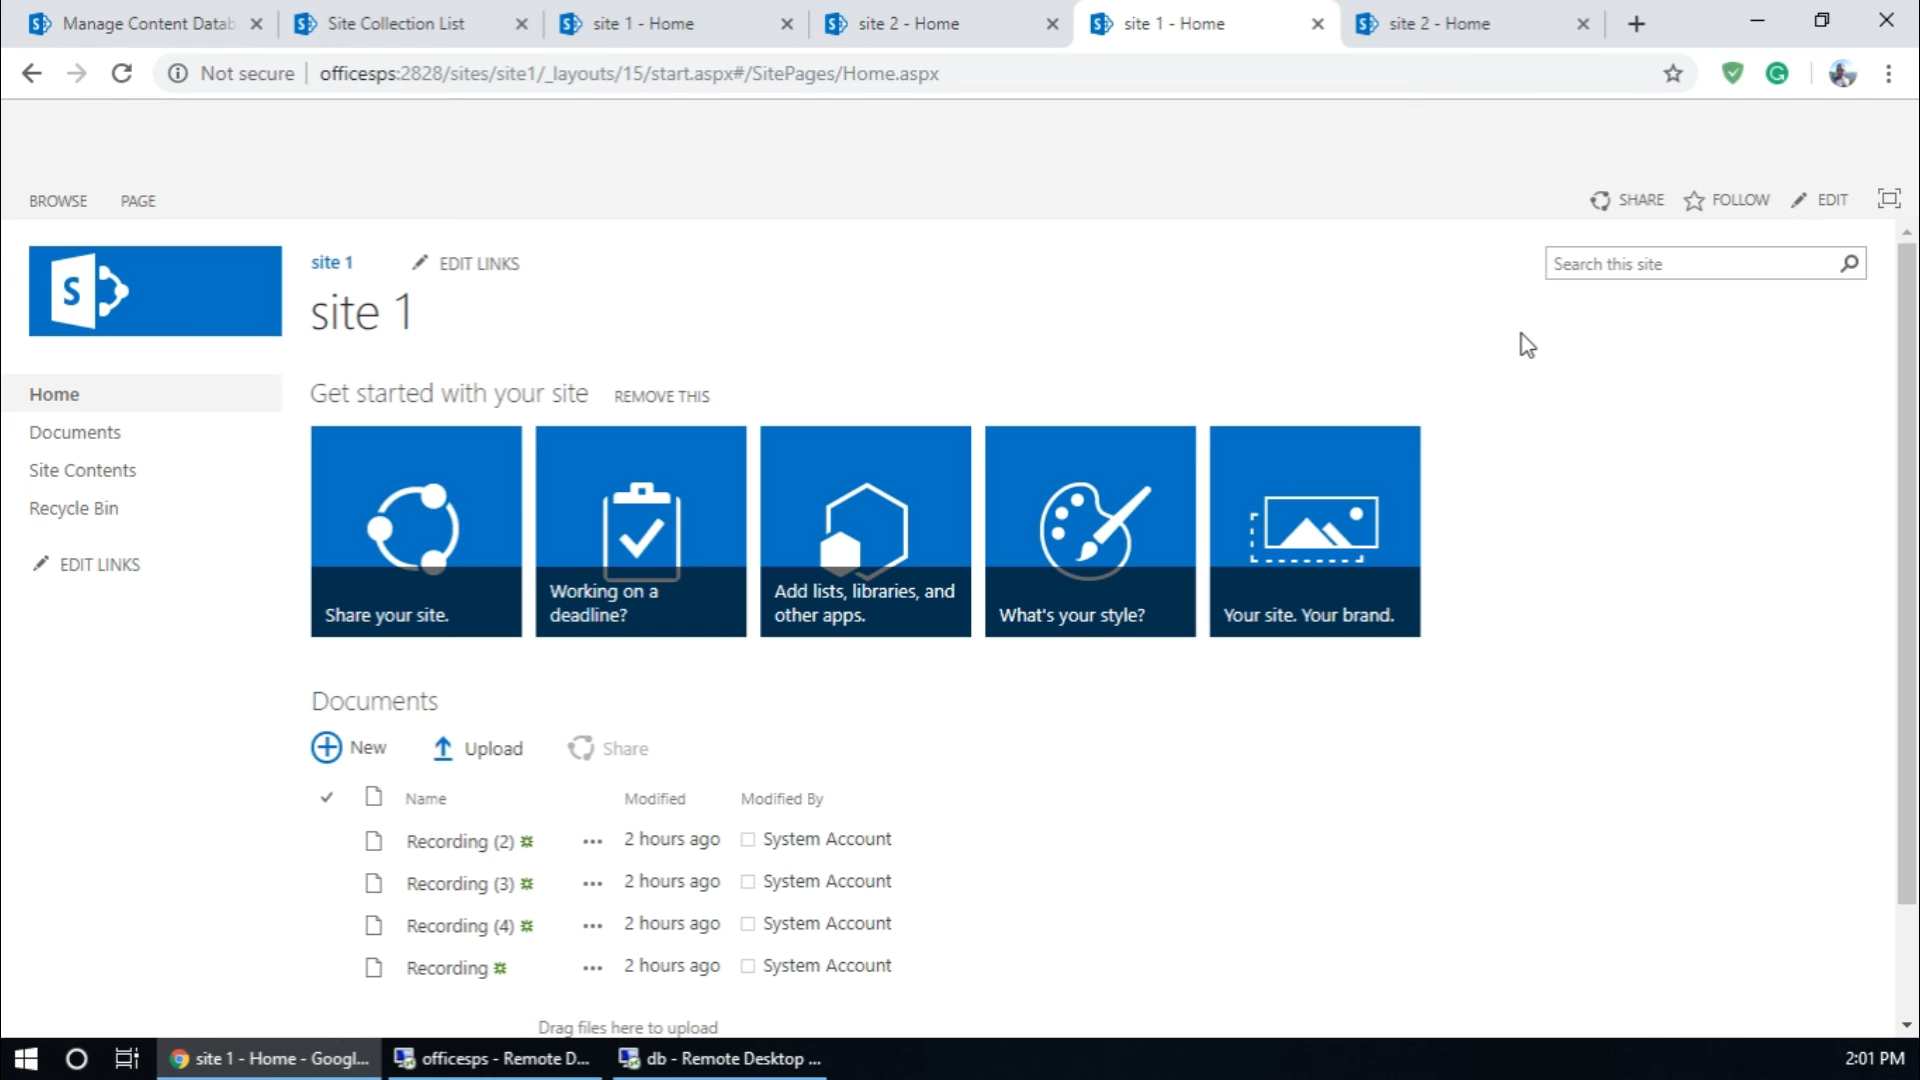 Manage Content Datab
Site Collection List
site 1 - Home
site 2 - Home
site 1 - Home
site 2 - Home
Not secure
officesps:2828/sites/site1/_layouts/15/start.aspx#/SitePages/Home.aspx
BROWSE
PAGE
SHARE
FOLLOW
EDIT
S
site 1
EDIT LINKS
Search this site
site 1
Home
Documents
Site Contents
Recycle Bin
EDIT LINKS
Get started with your site
REMOVE THIS
Share your site.
Working on a
deadline?
Add lists, libraries, and
other apps.
What's your style?
Your site. Your brand.
Documents
New
Upload
Share
Name
Modified
Modified By
Recording (2) ... 2 hours ago System Account
Recording (3) ... 2 hours ago System Account
Recording (4) ... 2 hours ago System Account
Recording ... 2 hours ago System Account
Drag files here to upload
site 1 - Home - Googl...
officesps - Remote D...
db - Remote Desktop ...
2:01 PM